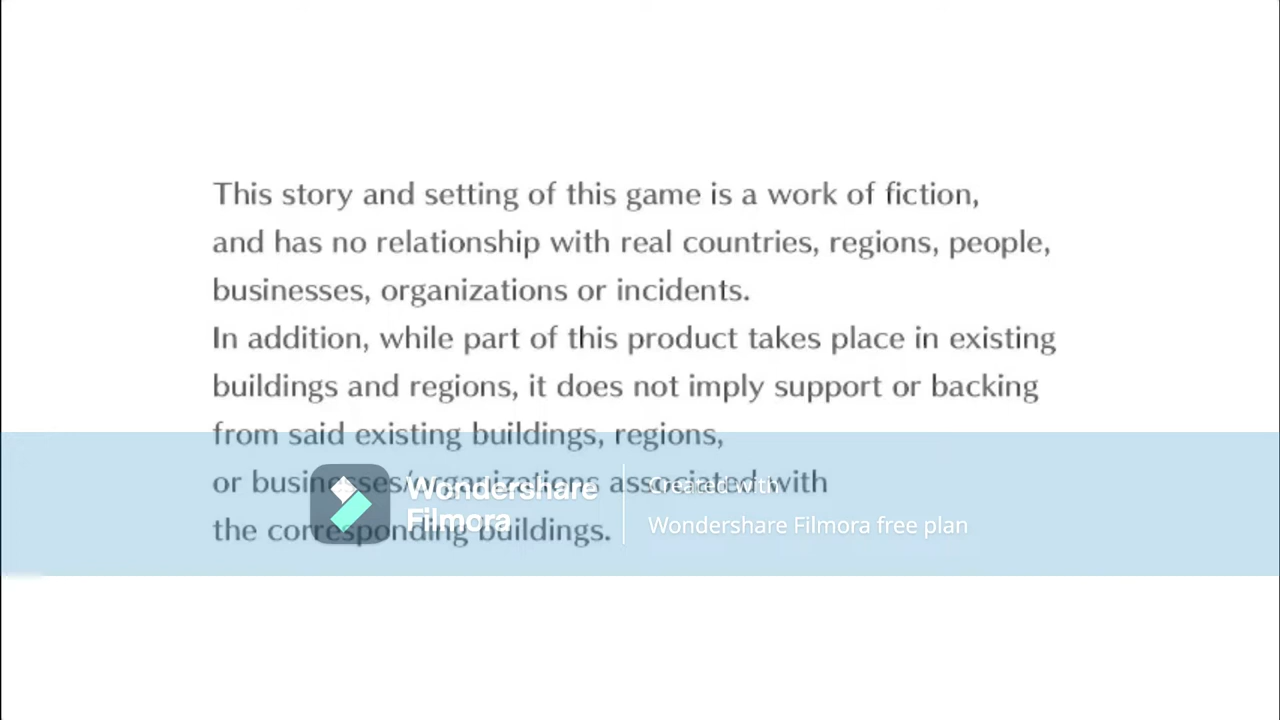 This story and setting of this game is a work of fiction,
and has no relationship with real countries, regions, people,
businesses, organizations or incidents.
In addition, while part of this product takes place in existing
buildings and regions, it does not imply support or backing
from said existing buildings, regions,
or businesses/organizations associated with
the corresponding buildings.
Wondershare
Filmora
Created with
Wondershare Filmora free plan